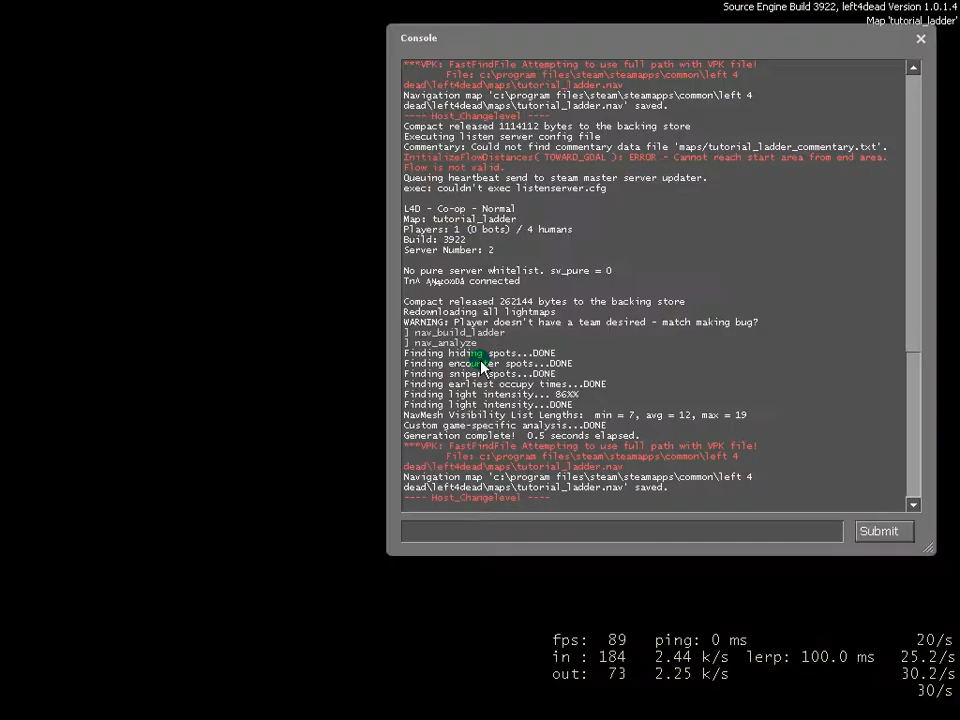 Source Engine Build 3922, left4dead Version 1.0.1.4
Map 'tutorial_ladder'
Console
***VPK: FastFindFile Attempting to use full path with VPK file!
File: c:\program files\steam\steamapps\common\left 4
dead\left4dead\maps\tutorial_ladder.nav
Navigation map 'c:\program files\steam\steamapps\common\left 4
dead\left4dead\maps\tutorial_ladder.nav' saved.
---- Host_Changelevel ----
Compact released 1114112 bytes to the backing store
Executing listen server config file
Commentary: Could not find commentary data file 'maps/tutorial_ladder_commentary.txt'.
InitializeFlowDistances( TOWARD_GOAL ): ERROR - Cannot reach start area from end area.
Flow is not valid.
Queuing heartbeat send to steam master server updater.
exec: couldn't exec listenserver.cfg
L4D - Co-op - Normal
Map: tutorial_ladder
Players: 1 (0 bots) / 4 humans
Build: 3922
Server Number: 2
No pure server whitelist. sv_pure = 0
connected
Compact released 262144 bytes to the backing store
Redownloading all lightmaps
WARNING: Player doesn't have a team desired - match making bug?
] nav_build_ladder
] nav_analyze
Finding hiding spots...DONE
Finding encounter spots...DONE
Finding sniper spots...DONE
Finding earliest occupy times...DONE
Finding light intensity... 86%%
Finding light intensity...DONE
NavMesh Visibility List Lengths:  min = 7, avg = 12, max = 19
Custom game-specific analysis...DONE
Generation complete!  0.5 seconds elapsed.
***VPK: FastFindFile Attempting to use full path with VPK file!
File: c:\program files\steam\steamapps\common\left 4
dead\left4dead\maps\tutorial_ladder.nav
Navigation map 'c:\program files\steam\steamapps\common\left 4
dead\left4dead\maps\tutorial_ladder.nav' saved.
---- Host_Changelevel ----
Submit
fps: 89 ping: 0 ms 20/s
in : 184 2.44 k/s lerp: 100.0 ms 25.2/s
out: 73 2.25 k/s 30.2/s
30/s